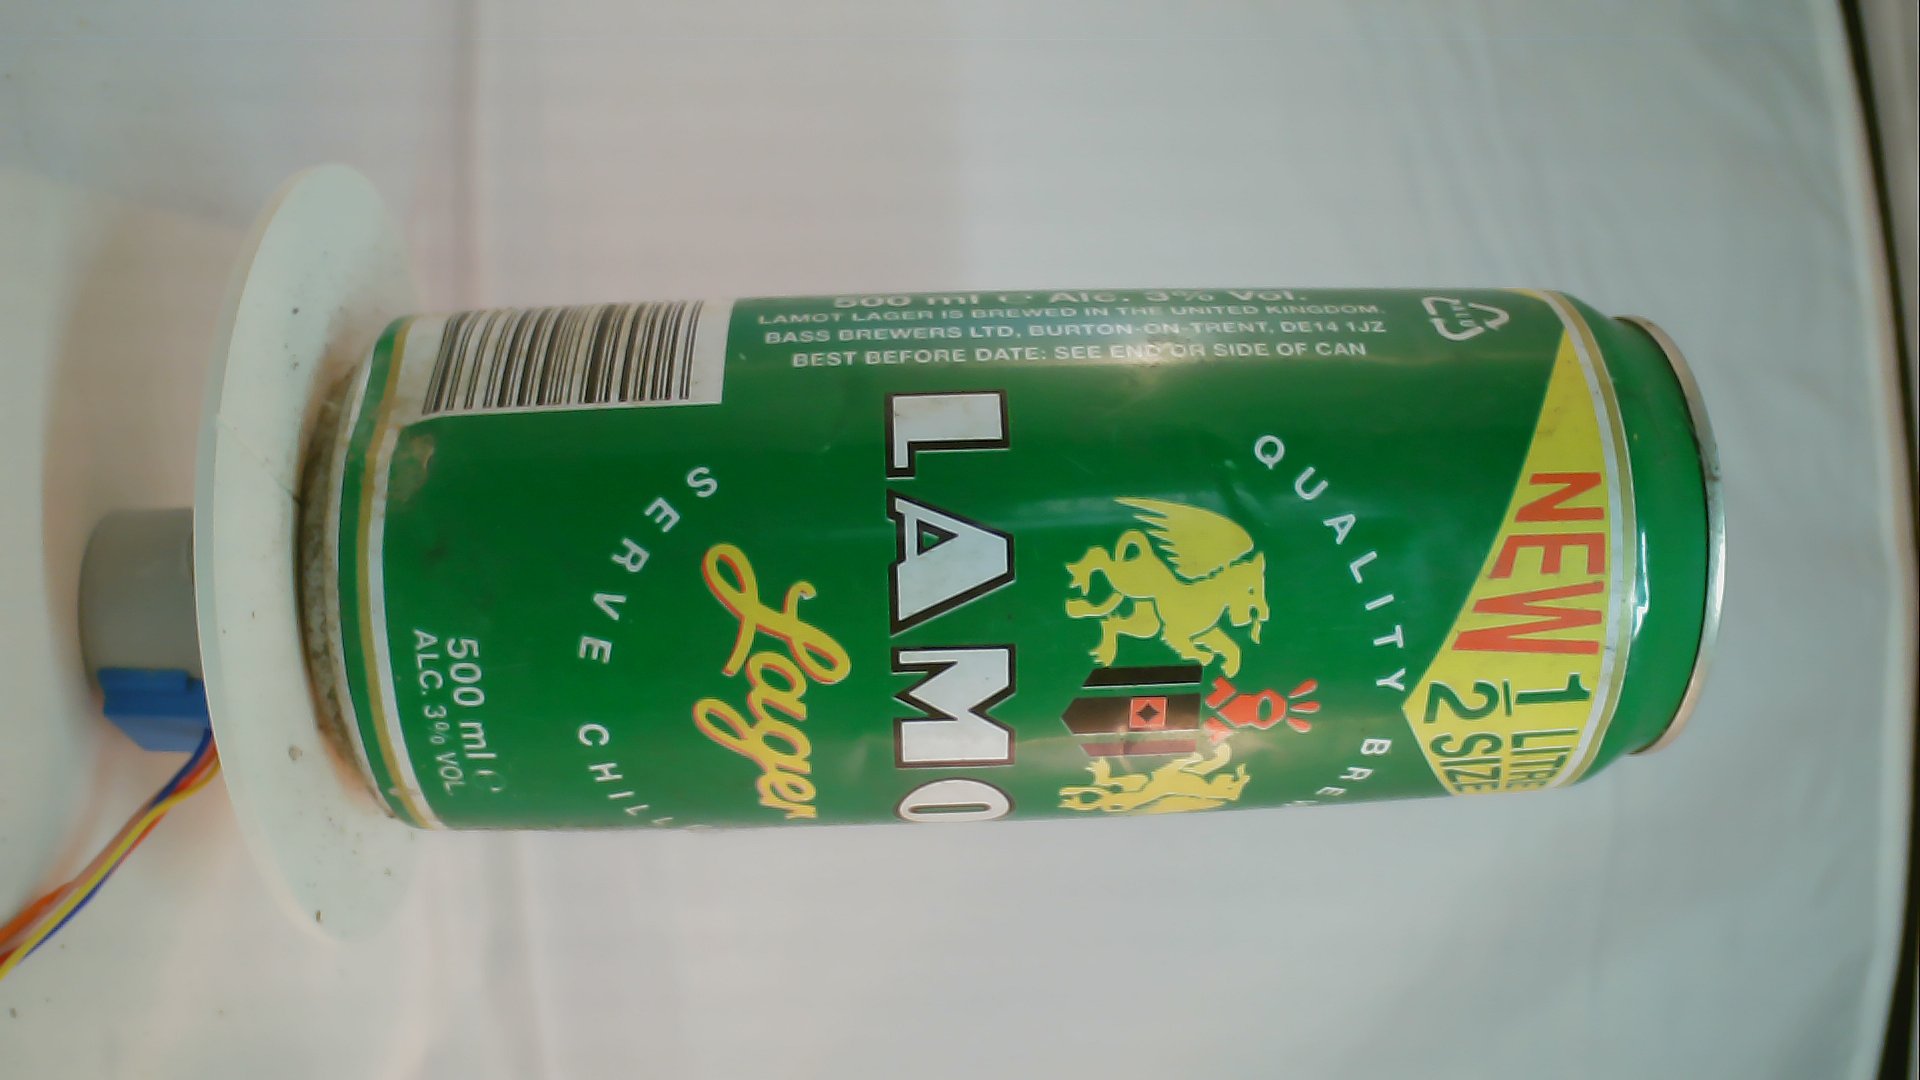 NEW 1/2 LITRE
SIZE
QUALITY
LAMO
Lager
SERVE
500 ml e
ALC. 3% VOL
500 ml e Alc. 3% Vol.
LAMOT LAGER IS BREWED IN THE UNITED KINGDOM.
BASS BREWERS LTD, BURTON-ON-TRENT, DE14 1JZ
BEST BEFORE DATE: SEE END OR SIDE OF CAN